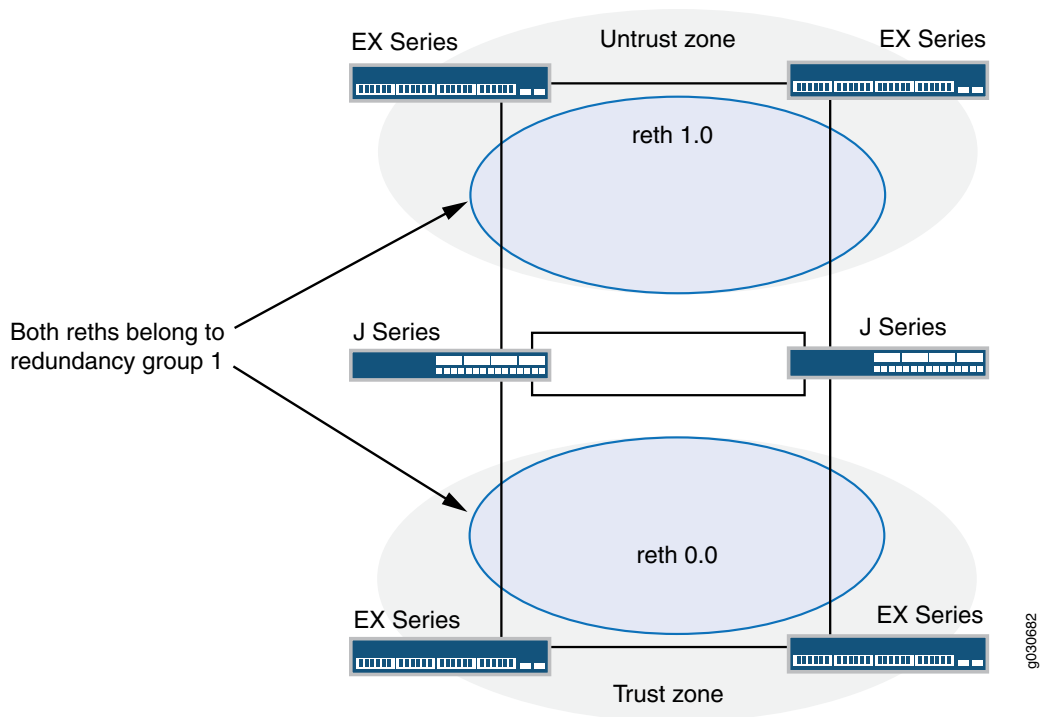 EX Series
Untrust zone
EX Series
reth 1.0
Both reths belong to
redundancy group 1
J Series
J Series
reth 0.0
EX Series
EX Series
Trust zone
g030682